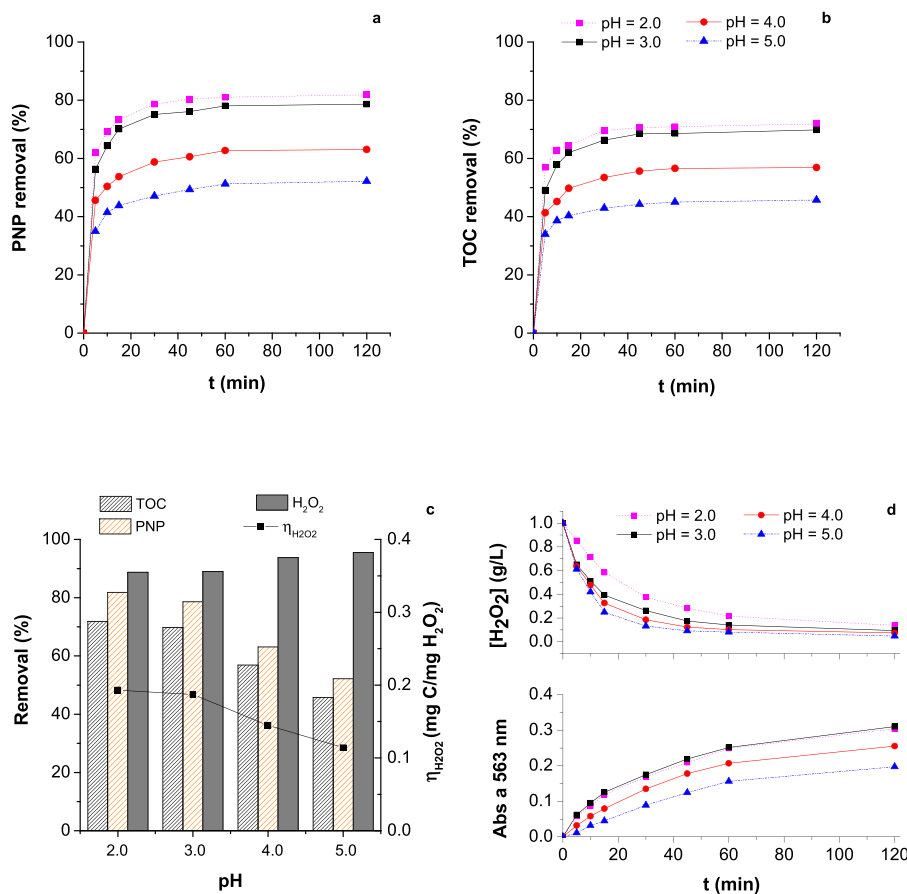 a
PNP removal (%)
100
80
60
40
20
0
0 20 40 60 80 100 120
t (min)
pH = 2.0 pH = 4.0 b
pH = 3.0 pH = 5.0
TOC removal (%)
100
80
60
40
20
0
0 20 40 60 80 100 120
t (min)
TOC H₂O₂ c
PNP η_H2O2
Removal (%)
100
80
60
40
20
0
0.4
0.3
0.2
0.1
0.0
η_H2O2 (mg C/mg H₂O₂)
2.0 3.0 4.0 5.0
pH
pH = 2.0 pH = 4.0 d
pH = 3.0 pH = 5.0
[H₂O₂] (g/L)
1.0
0.8
0.6
0.4
0.2
0.0
Abs a 563 nm
0.4
0.3
0.2
0.1
0.0
0 20 40 60 80 100 120
t (min)